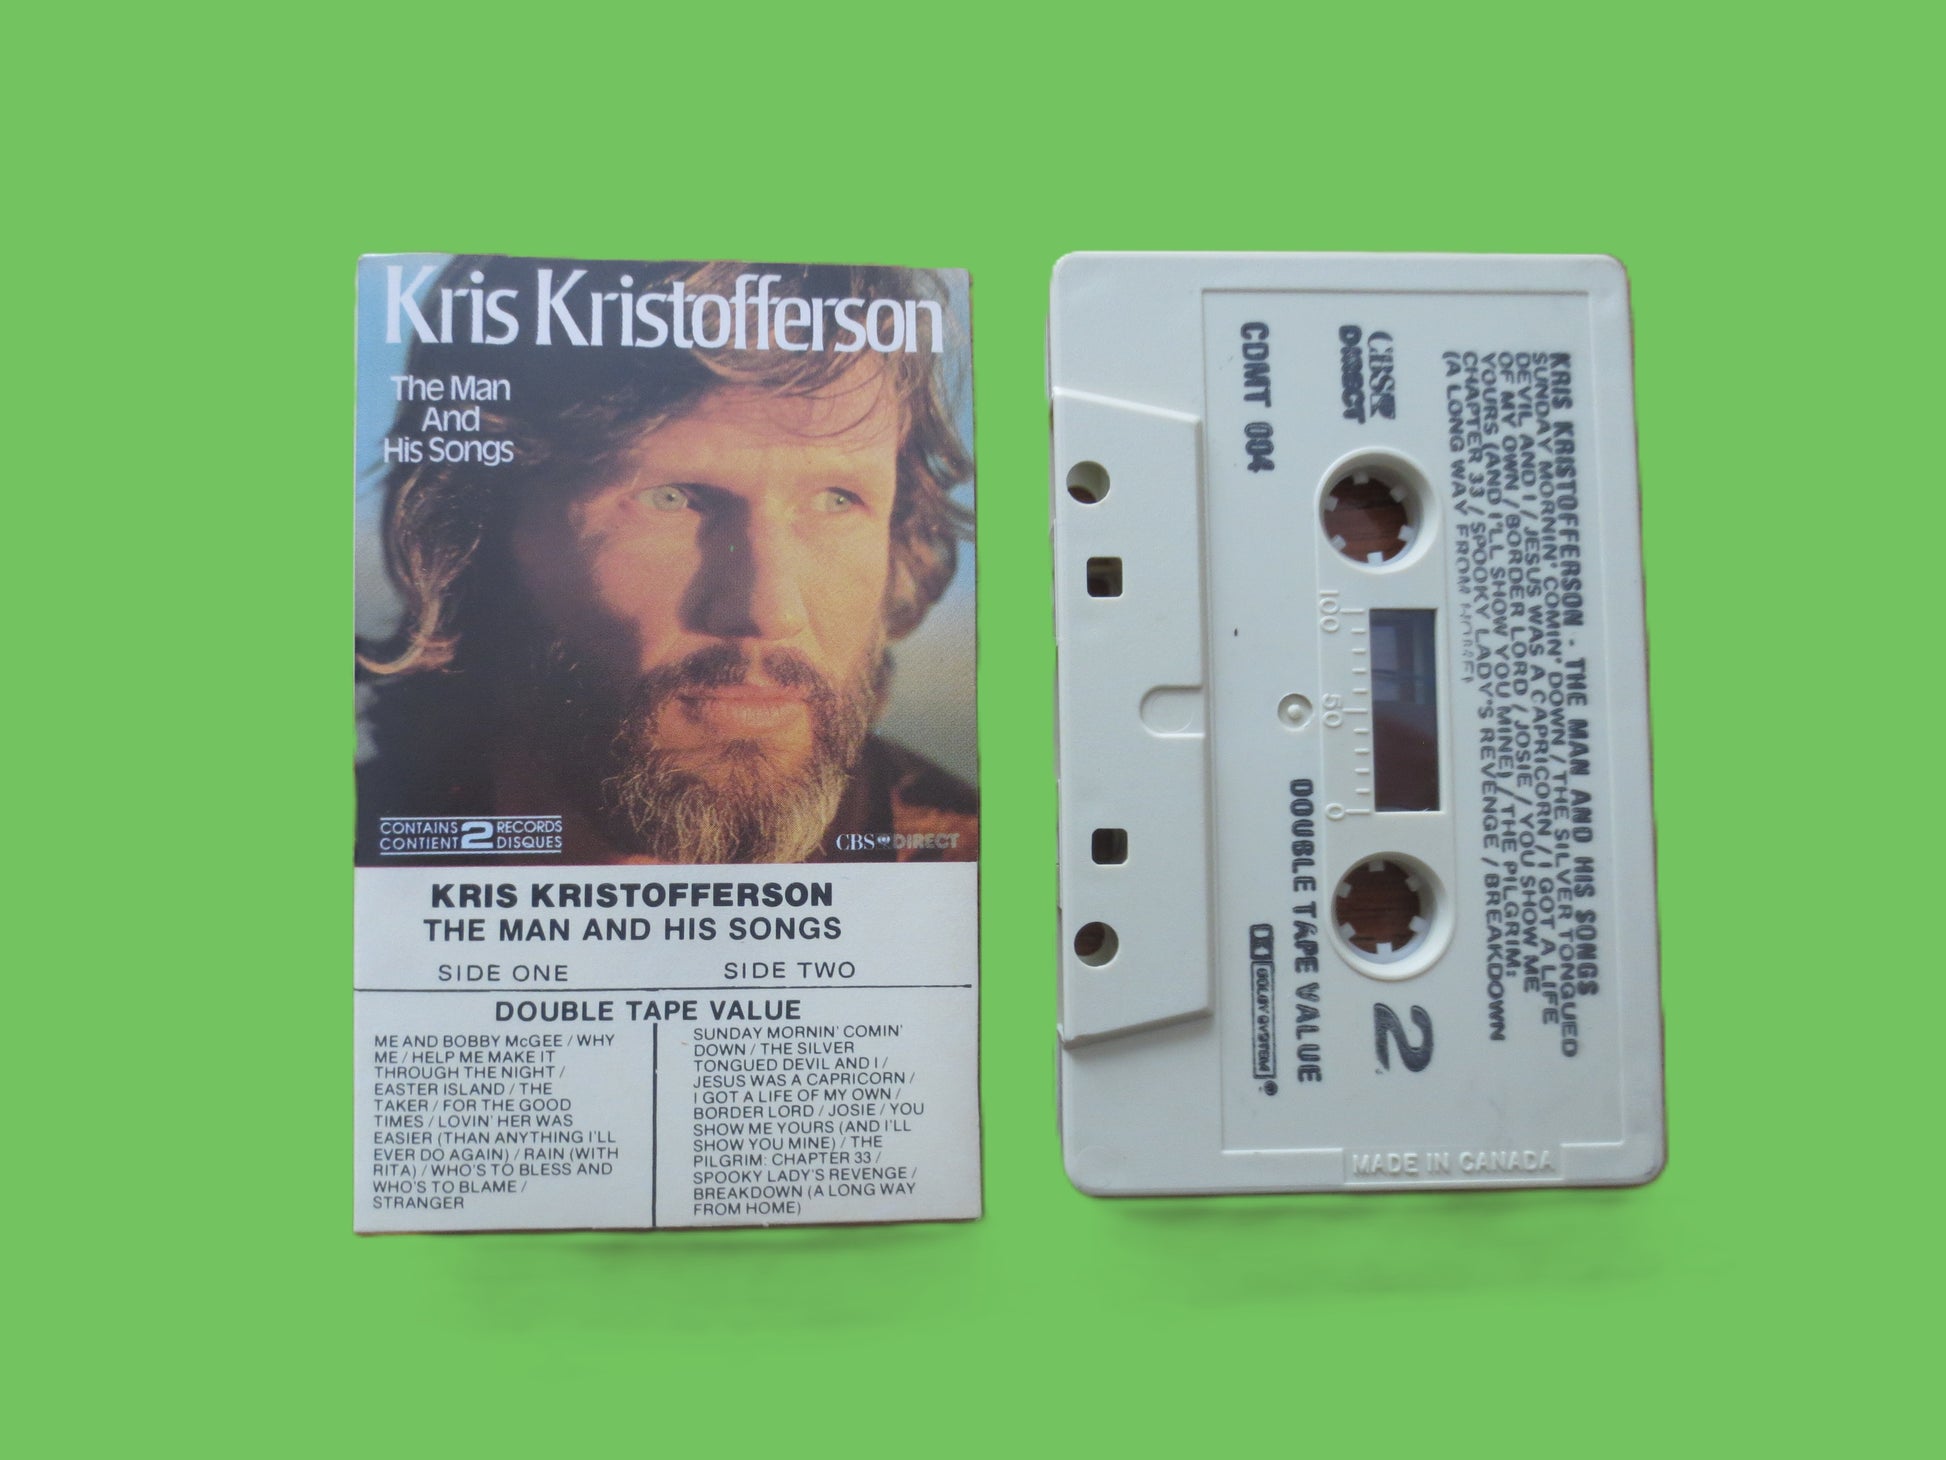 Kris Kristofferson
The Man
And
His Songs
CONTAINS 2 RECORDS
CONTIENT 2 DISQUES
CBS DIRECT
KRIS KRISTOFFERSON
THE MAN AND HIS SONGS
SIDE ONE
SIDE TWO
DOUBLE TAPE VALUE
ME AND BOBBY McGEE / WHY
ME / HELP ME MAKE IT
THROUGH THE NIGHT /
EASTER ISLAND / THE
TAKER / FOR THE GOOD
TIMES / LOVIN' HER WAS
EASIER (THAN ANYTHING I'LL
EVER DO AGAIN) / RAIN (WITH
RITA) / WHO'S TO BLESS AND
WHO'S TO BLAME /
STRANGER
SUNDAY MORNIN' COMIN'
DOWN / THE SILVER
TONGUED DEVIL AND I /
JESUS WAS A CAPRICORN /
I GOT A LIFE OF MY OWN /
BORDER LORD / JOSIE / YOU
SHOW ME YOURS (AND I'LL
SHOW YOU MINE) / THE
PILGRIM: CHAPTER 33 /
SPOOKY LADY'S REVENGE /
BREAKDOWN (A LONG WAY
FROM HOME)
KRIS KRISTOFFERSON - THE MAN AND HIS SONGS
SUNDAY MORNIN' COMIN' DOWN / THE SILVER TONGUED
DEVIL AND I / JESUS WAS A CAPRICORN / I GOT A LIFE
OF MY OWN / BORDER LORD / JOSIE / YOU SHOW ME
YOURS (AND I'LL SHOW YOU MINE) / THE PILGRIM:
CHAPTER 33 / SPOOKY LADY'S REVENGE / BREAKDOWN
(A LONG WAY FROM HOME)
CBS
DIRECT
2
100 50 0
DOUBLE TAPE VALUE
CDMT 004
DOLBY SYSTEM ®
MADE IN CANADA